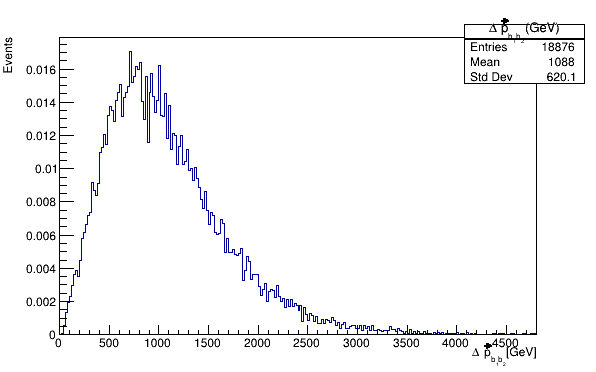 Δ p⃗b₁b₂ (GeV)
Entries 18876
Mean 1088
Std Dev 620.1
Events
0.016
0.014
0.012
0.01
0.008
0.006
0.004
0.002
0
0 500 1000 1500 2000 2500 3000 3500 4000 4500
Δ p⃗b₁b₂[GeV]